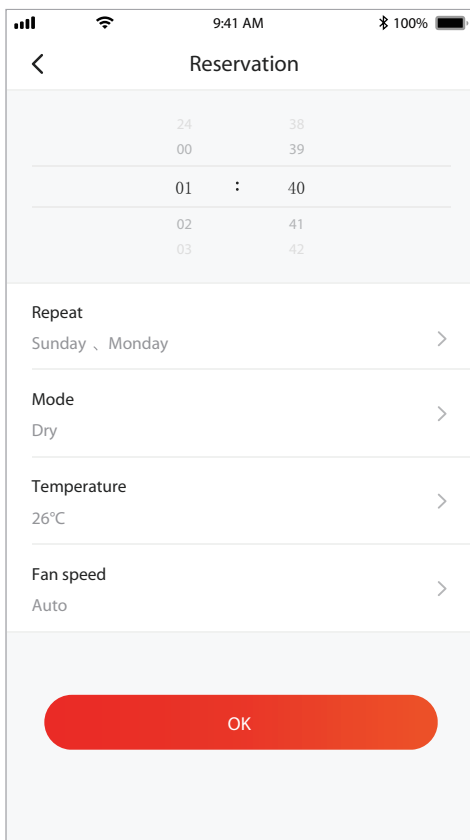 9:41 AM 100%
Reservation
24 38
00 39
01 : 40
02 41
03 42
Repeat
Sunday 、Monday
Mode
Dry
Temperature
26°C
Fan speed
Auto
OK